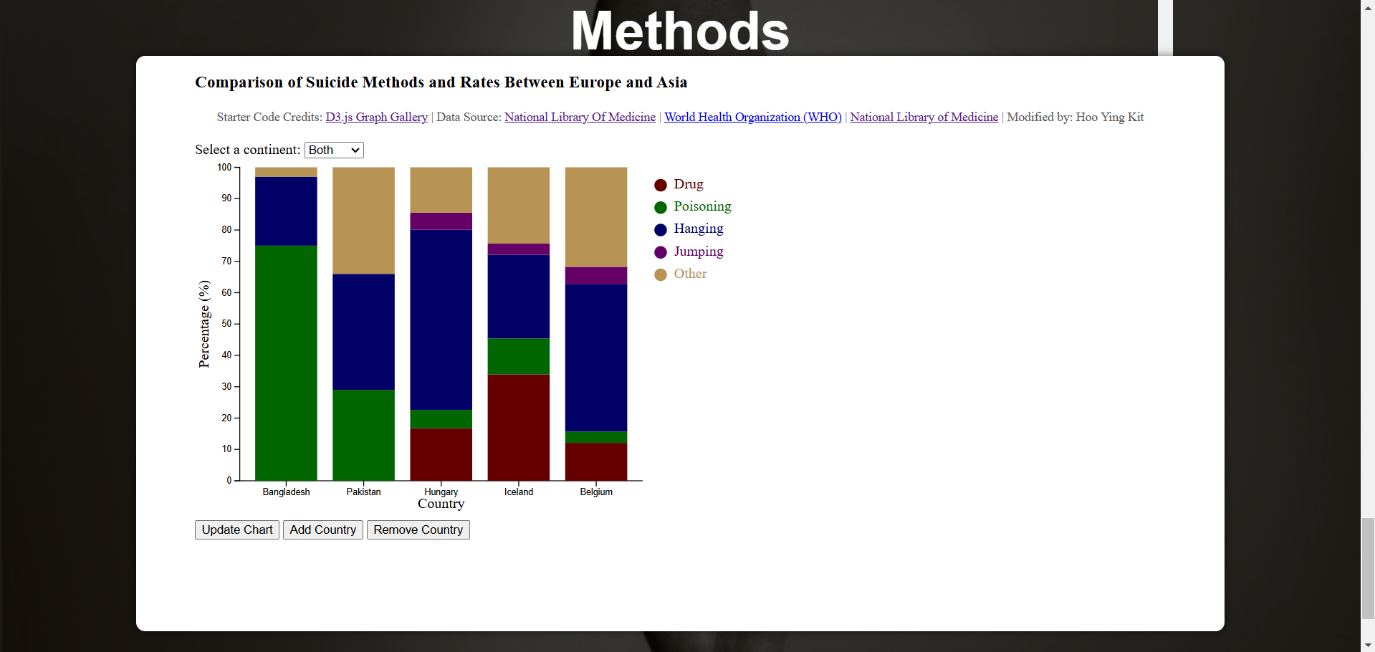 Methods
Comparison of Suicide Methods and Rates Between Europe and Asia
Starter Code Credits: D3.js Graph Gallery | Data Source: National Library Of Medicine | World Health Organization (WHO) | National Library of Medicine | Modified by: Hoo Ying Kit
Select a continent: Both
100
90
80
70
60
50
40
30
20
10
0
Percentage (%)
Drug
Poisoning
Hanging
Jumping
Other
Bangladesh Pakistan Hungary Iceland Belgium
Country
Update Chart Add Country Remove Country